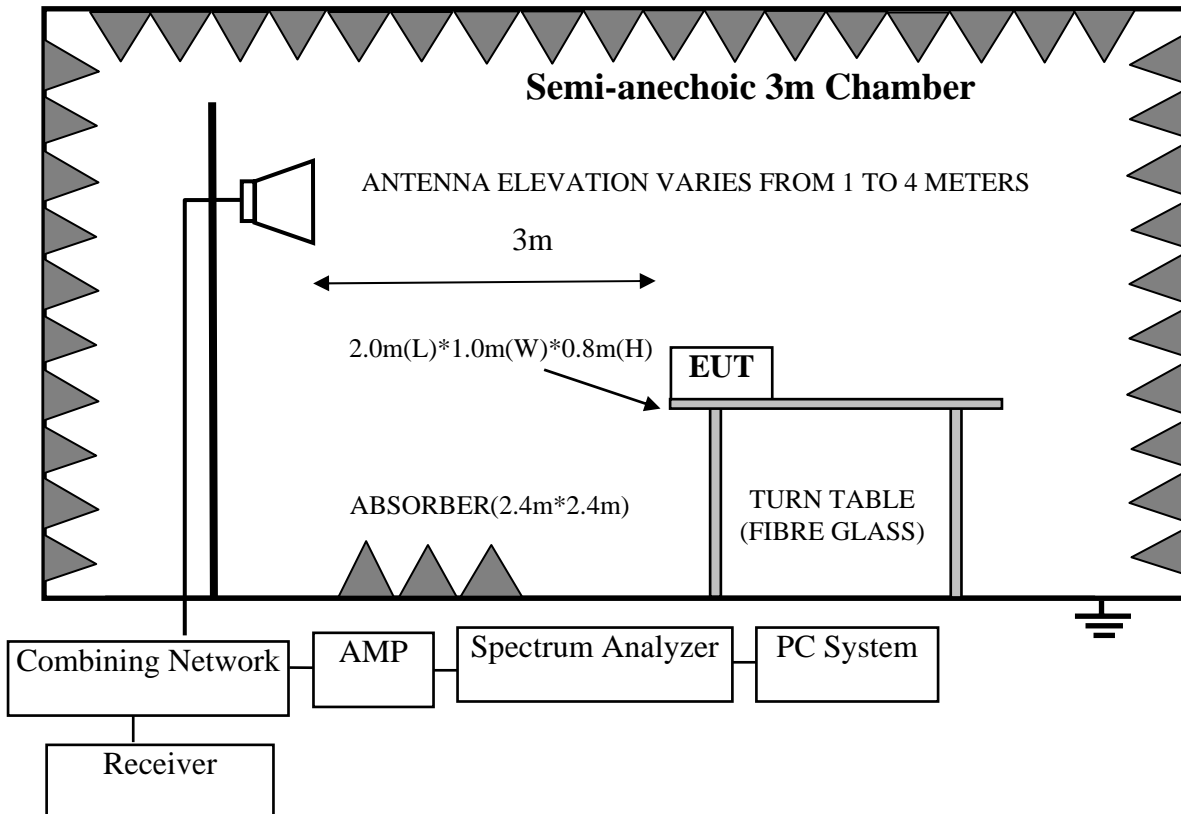 Semi-anechoic 3m Chamber
ANTENNA ELEVATION VARIES FROM 1 TO 4 METERS
3m
2.0m(L)*1.0m(W)*0.8m(H)
EUT
ABSORBER(2.4m*2.4m)
TURN TABLE
(FIBRE GLASS)
Combining Network
AMP
Spectrum Analyzer
PC System
Receiver